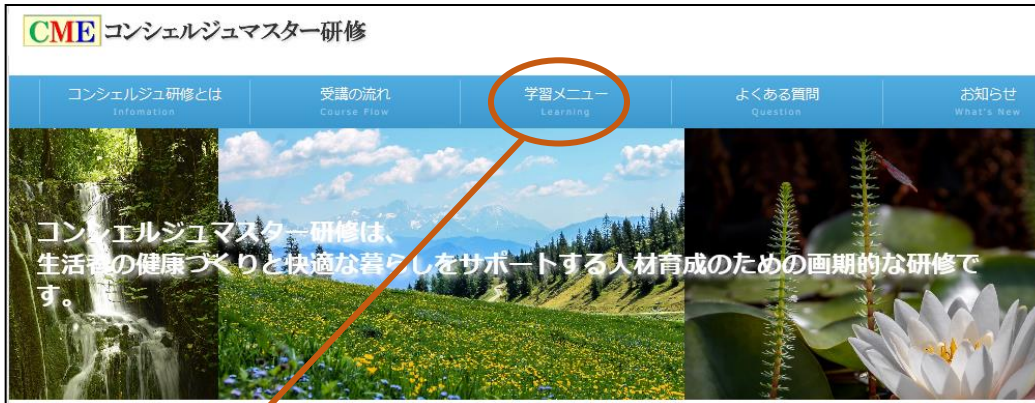 CME コンシェルジュマスター研修
コンシェルジュ研修とは
Infomation
受講の流れ
Course Flow
学習メニュー
Learning
よくある質問
Question
お知らせ
What's New
コンシェルジュマスター研修は、
生活者の健康づくりと快適な暮らしをサポートする人材育成のための画期的な研修で
す。